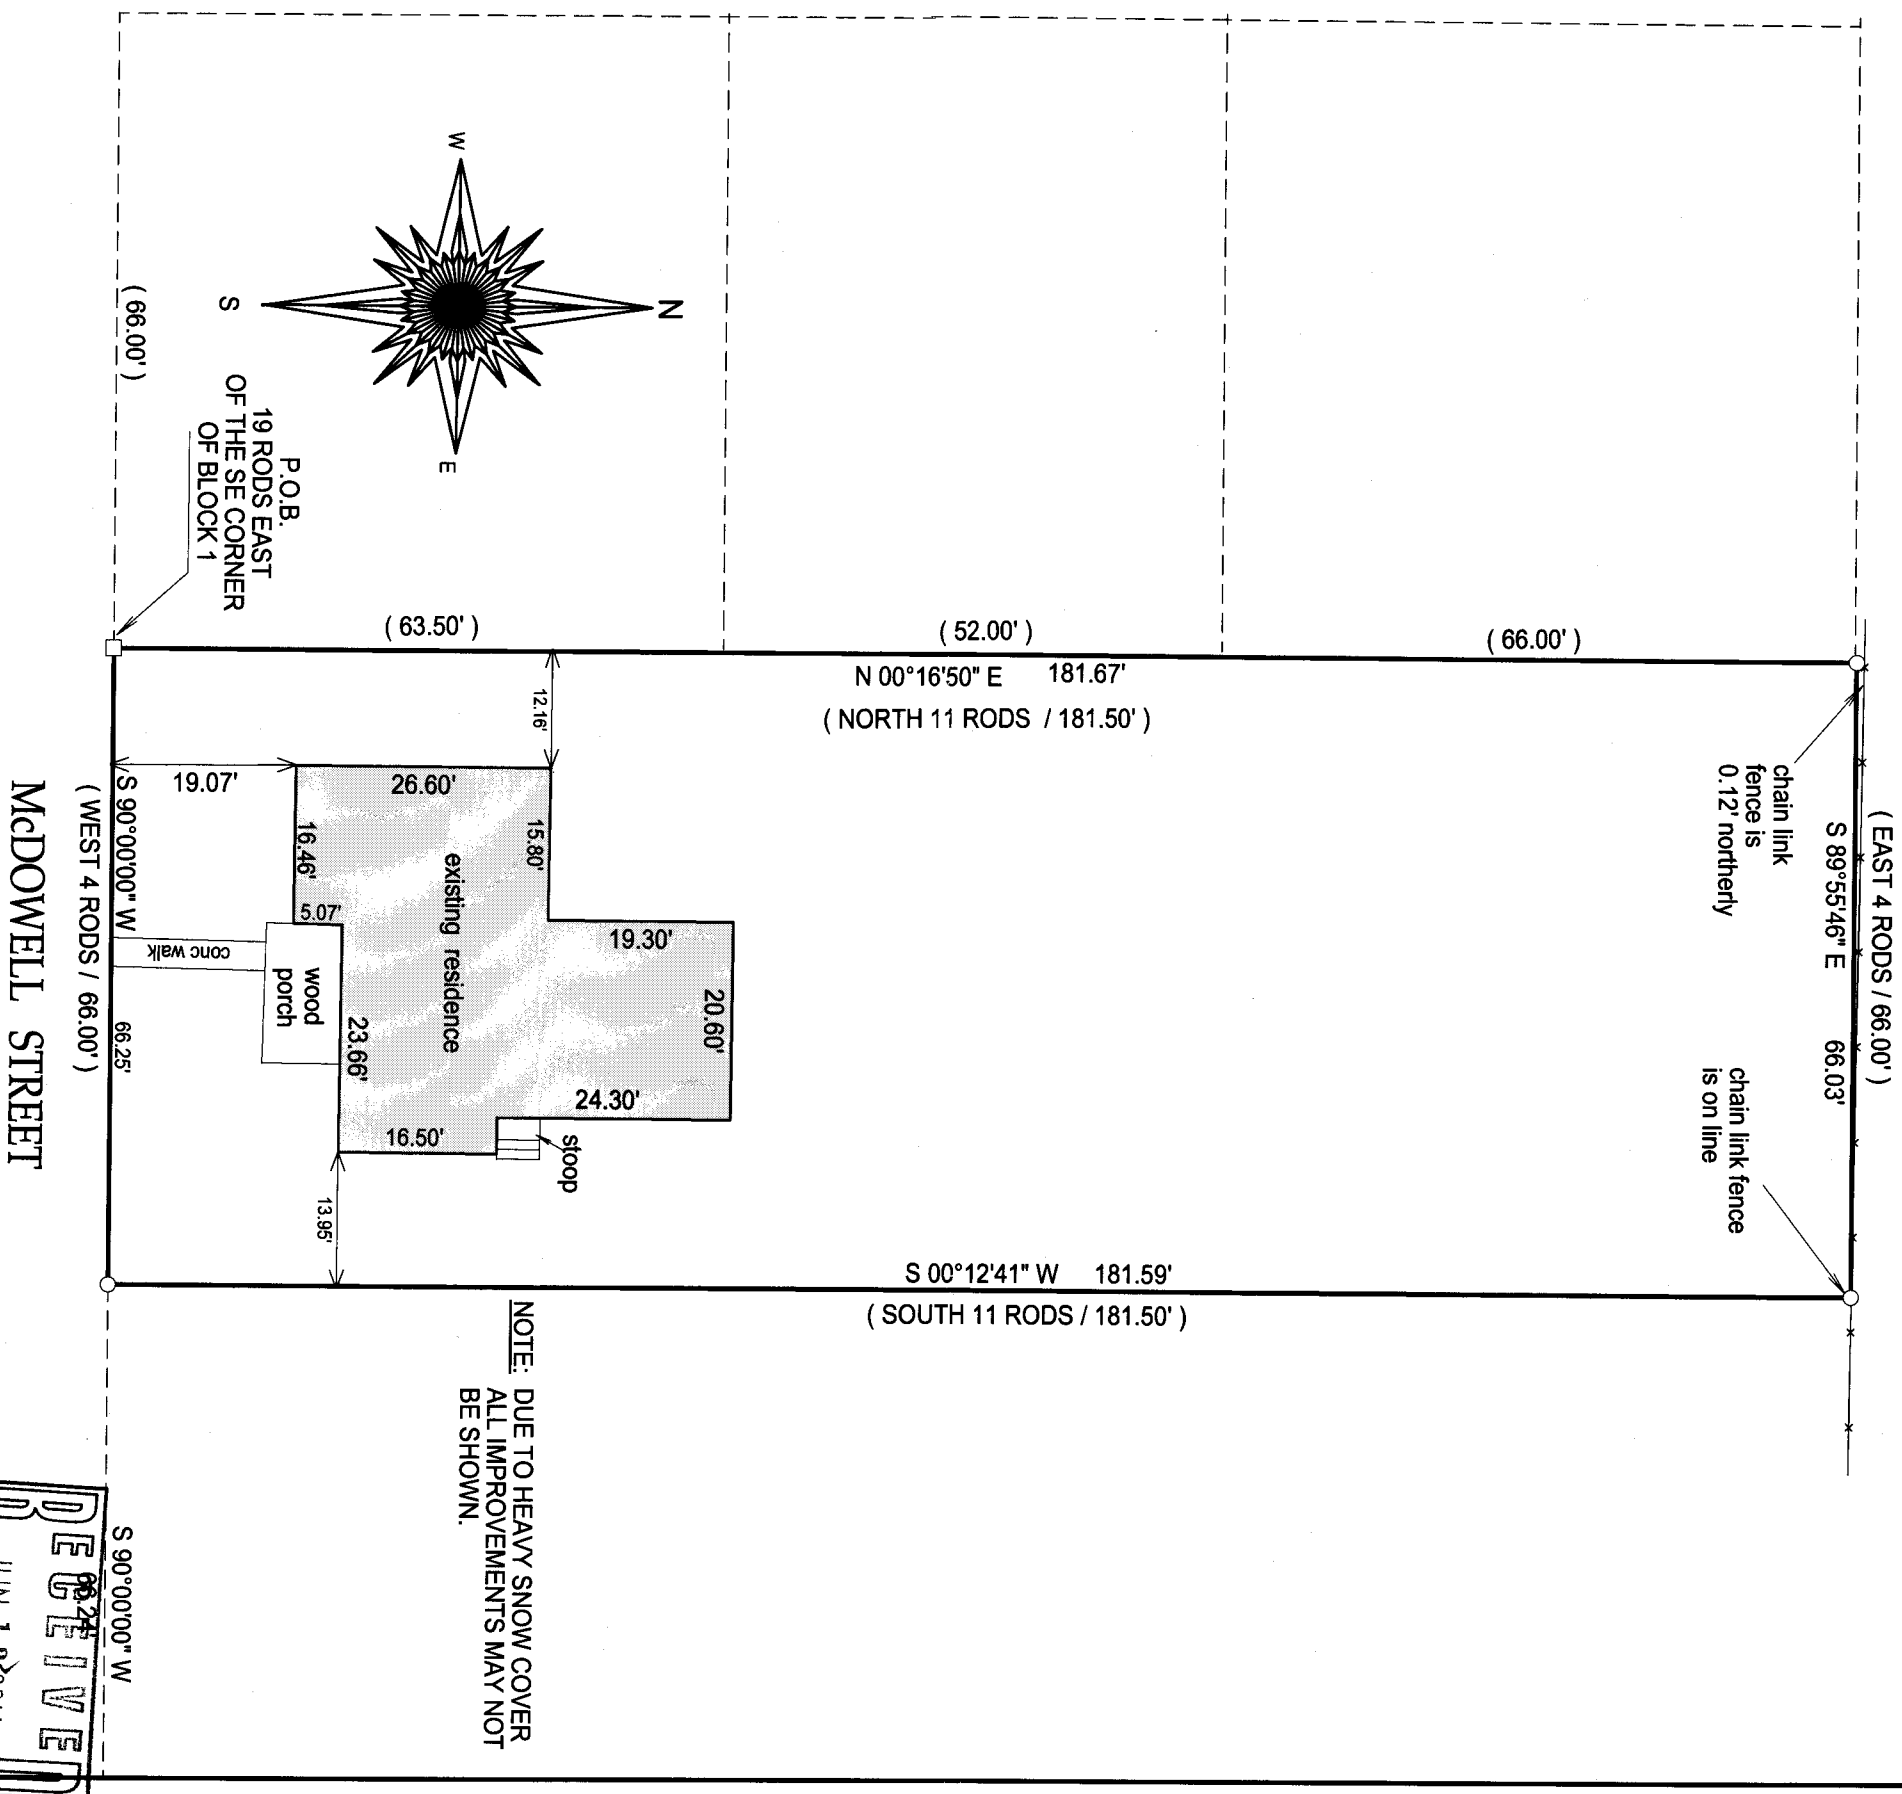 W
N
S
E
( 66.00' )
P.O.B.
19 RODS EAST
OF THE SE CORNER
OF BLOCK 1
( 63.50' )
( 52.00' )
( 66.00' )
N 00°16'50" E 181.67'
( NORTH 11 RODS / 181.50' )
12.16'
19.07'
26.60'
16.46'
15.80'
existing residence
5.07'
19.30'
20.60'
24.30'
23.66'
16.50'
13.95'
wood
porch
conc walk
stoop
S 90°00'00" W
66.25'
( WEST 4 RODS / 66.00' )
McDOWELL STREET
chain link
fence is
0.12' northerly
( EAST 4 RODS / 66.00' )
S 89°55'46" E 66.03'
chain link fence
is on line
S 00°12'41" W 181.59'
( SOUTH 11 RODS / 181.50' )
NOTE: DUE TO HEAVY SNOW COVER
ALL IMPROVEMENTS MAY NOT
BE SHOWN.
S 90°00'00" W
66.24'
RECEIVED